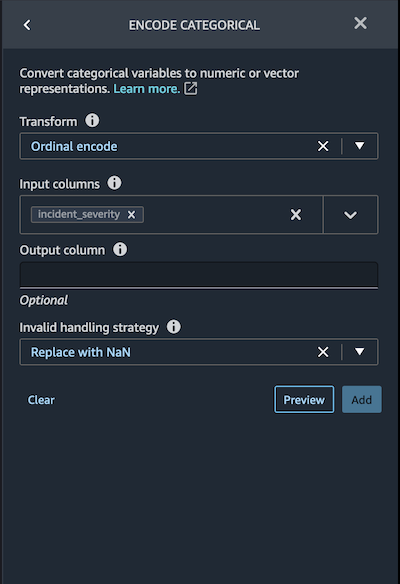 ENCODE CATEGORICAL
Convert categorical variables to numeric or vector
representations. Learn more.
Transform
Ordinal encode
Input columns
incident_severity
Output column
Optional
Invalid handling strategy
Replace with NaN
Clear
Preview
Add